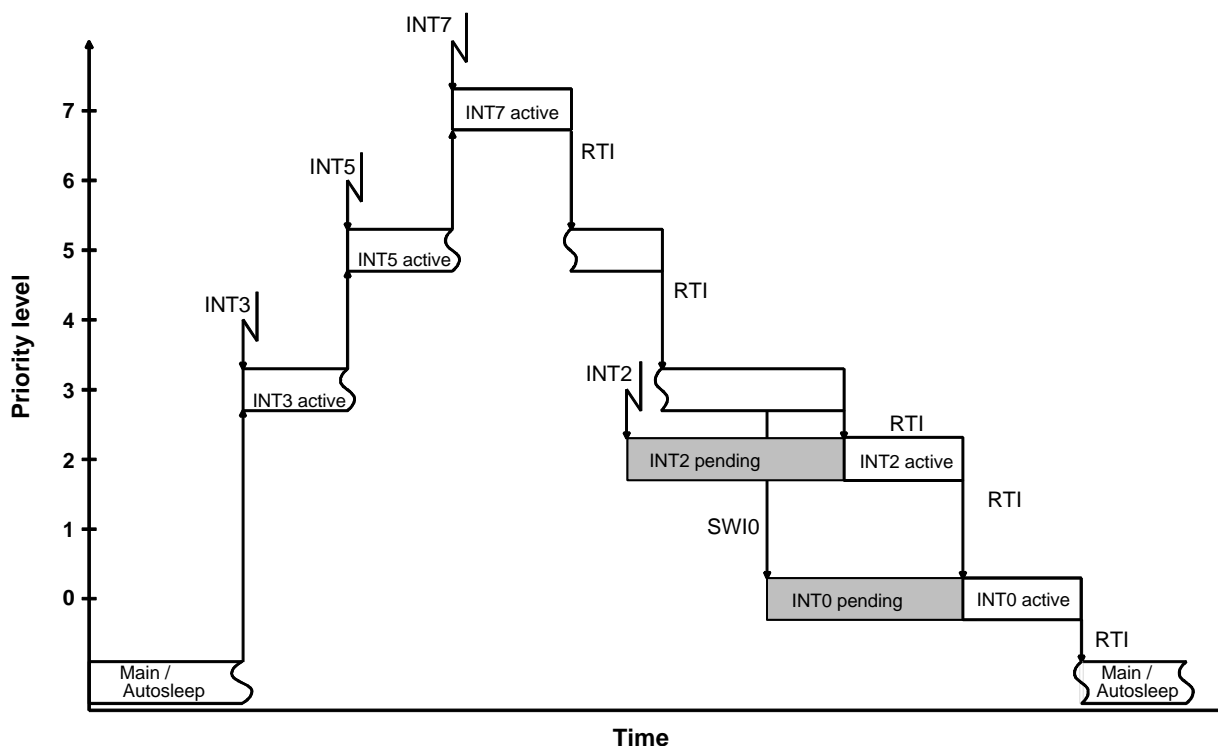 INT7
7
INT7 active
RTI
INT5
6
5
INT5 active
RTI
INT3
4
Priority level
INT2
3
INT3 active
RTI
2
INT2 pending
INT2 active
RTI
1
SWI0
0
INT0 pending
INT0 active
RTI
Main /
Autosleep
Main /
Autosleep
Time